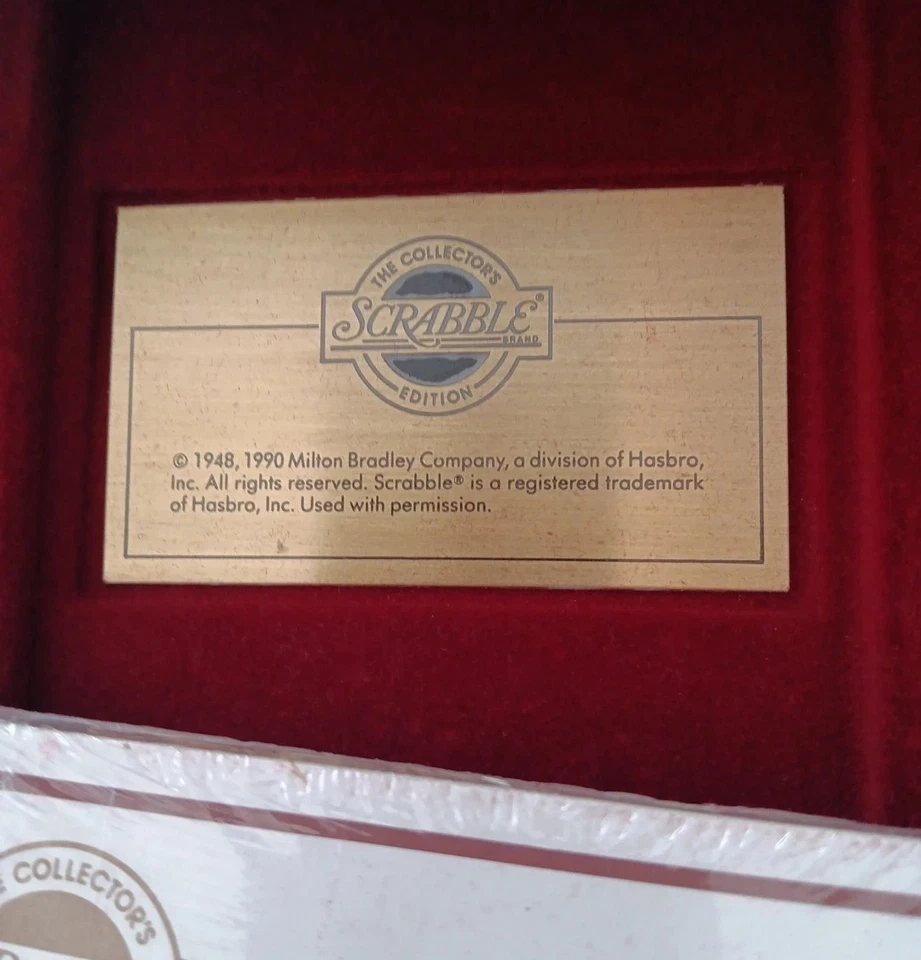 THE COLLECTOR'S
SCRABBLE®
BRAND
EDITION
© 1948, 1990 Milton Bradley Company, a division of Hasbro,
Inc. All rights reserved. Scrabble® is a registered trademark
of Hasbro, Inc. Used with permission.
COLLECTOR'S